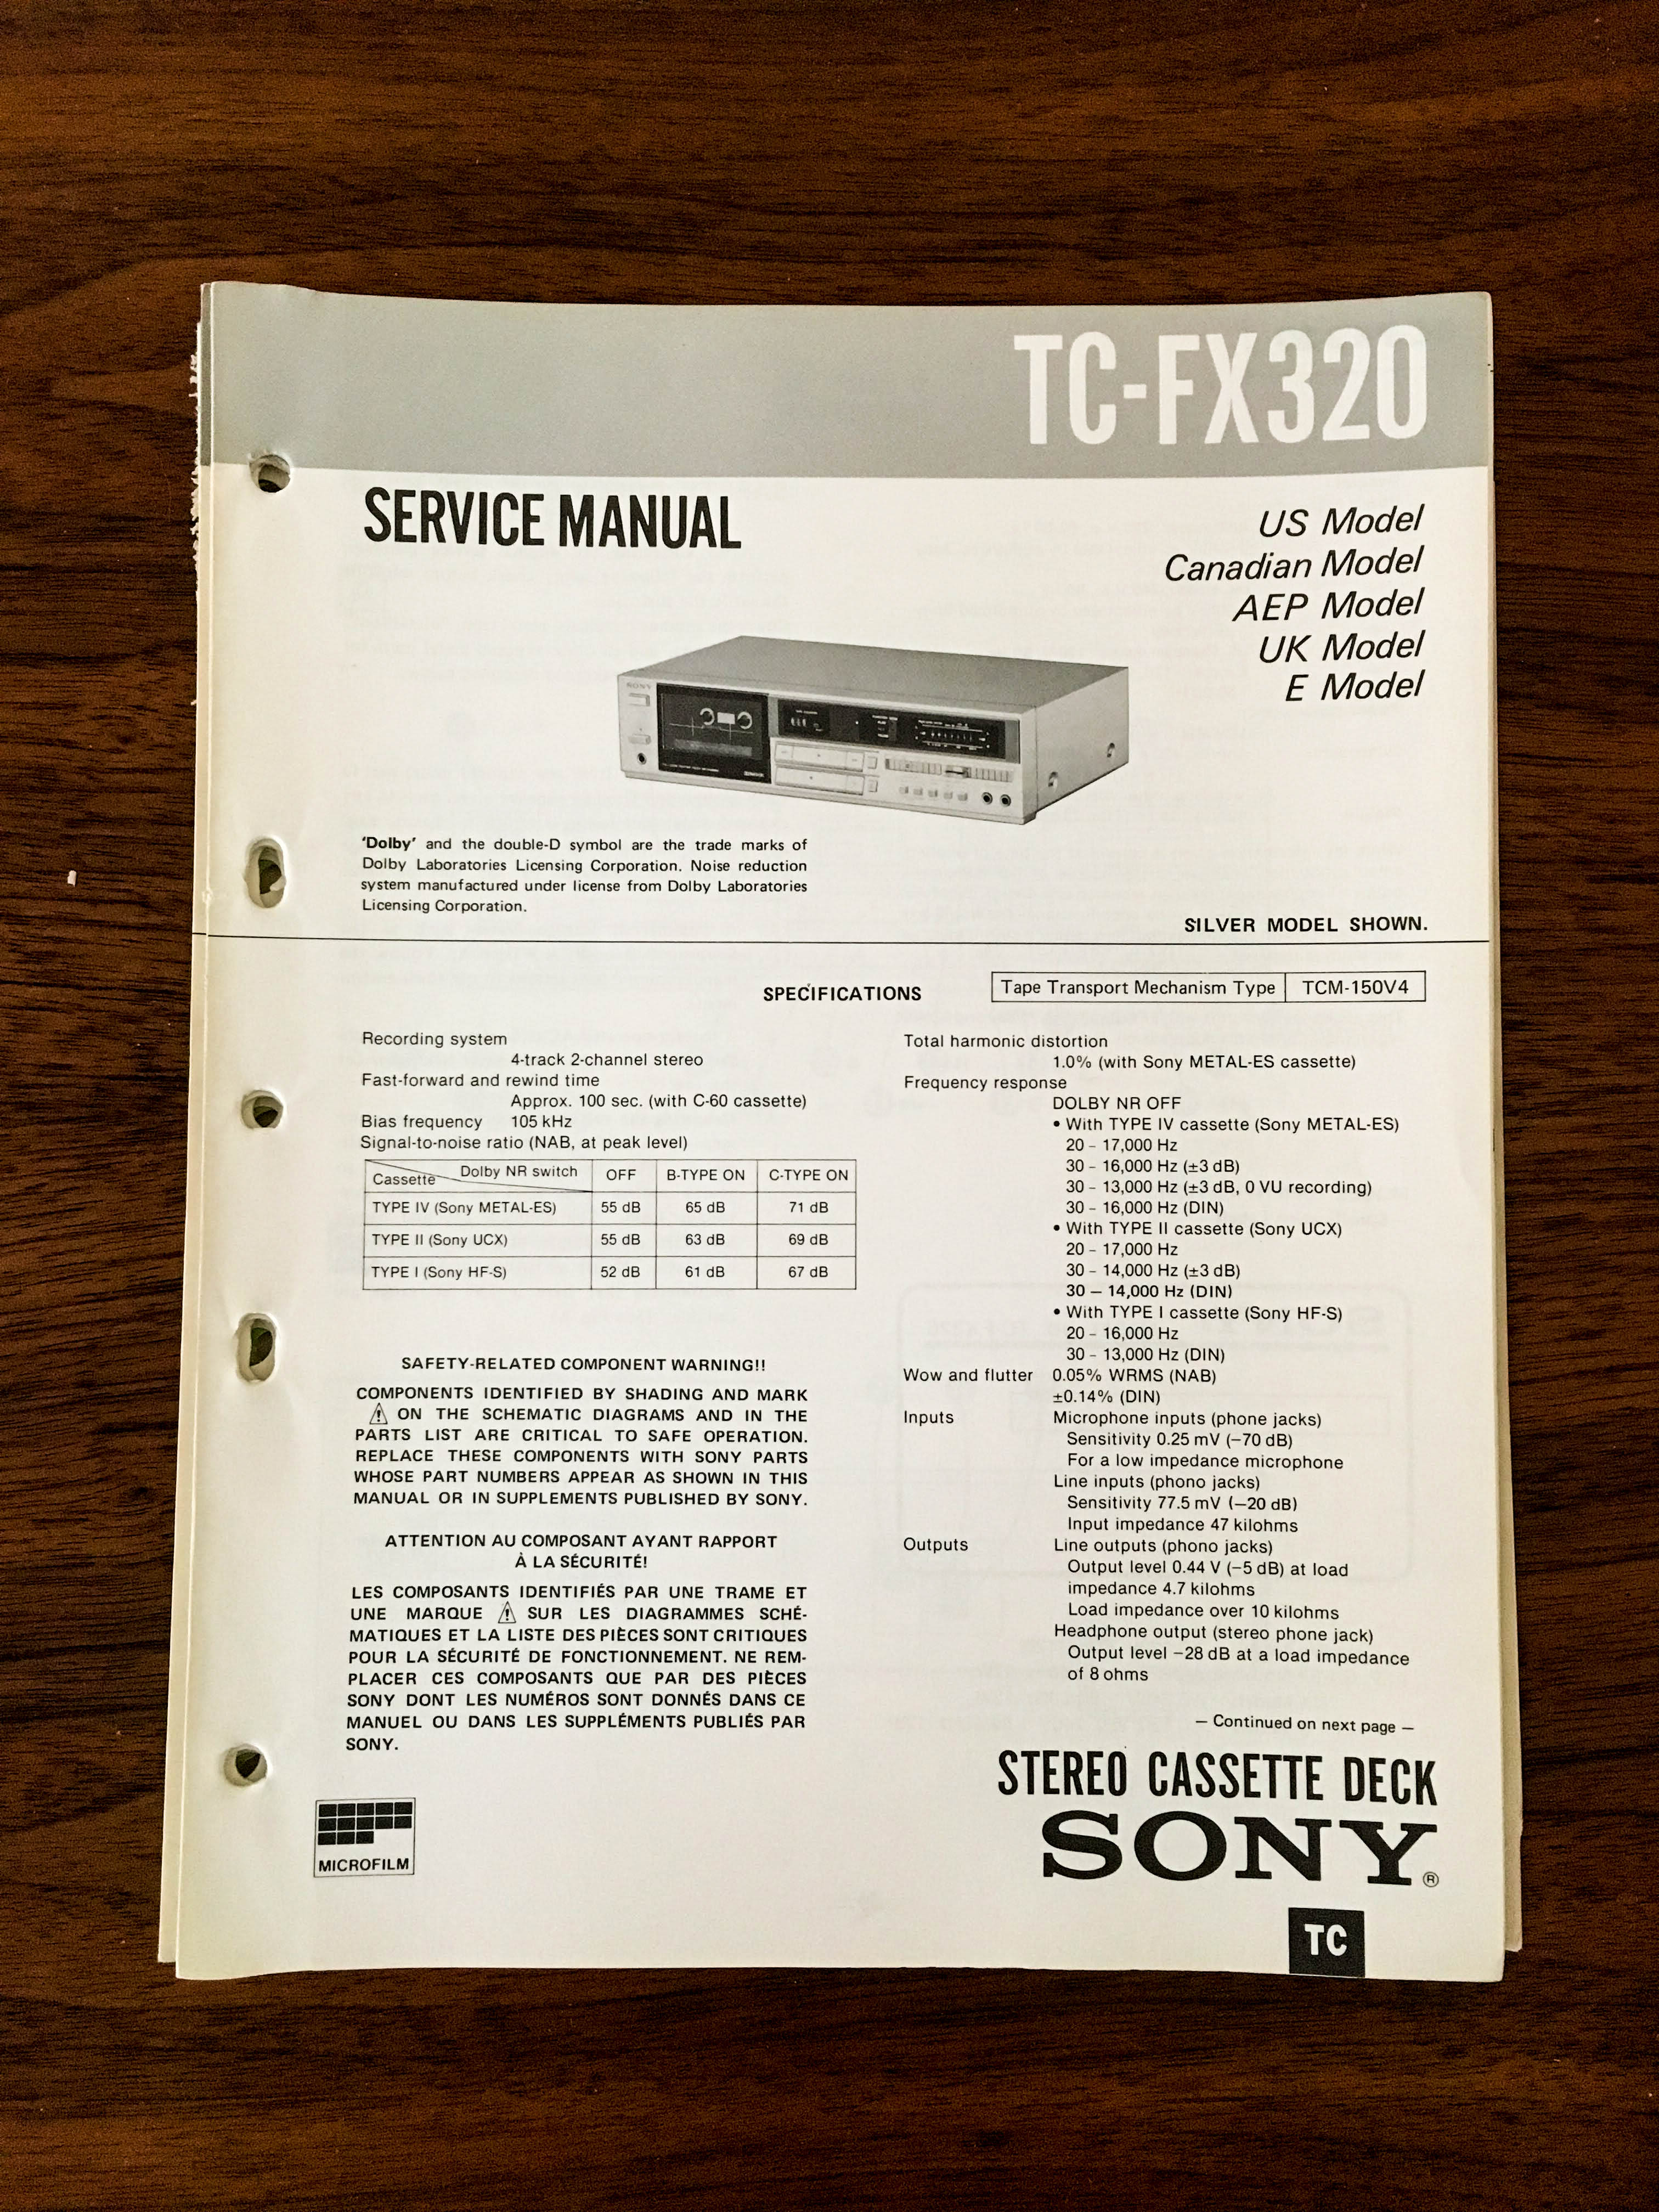 TC-FX320
SERVICE MANUAL
US Model
Canadian Model
AEP Model
UK Model
E Model
SONY
'Dolby' and the double-D symbol are the trade marks of
Dolby Laboratories Licensing Corporation. Noise reduction
system manufactured under license from Dolby Laboratories
Licensing Corporation.
SILVER MODEL SHOWN.
SPECIFICATIONS
Tape Transport Mechanism Type TCM-150V4
Recording system
4-track 2-channel stereo
Fast-forward and rewind time
Approx. 100 sec. (with C-60 cassette)
Bias frequency 105 kHz
Signal-to-noise ratio (NAB, at peak level)
Cassette Dolby NR switch OFF B-TYPE ON C-TYPE ON
TYPE IV (Sony METAL-ES) 55 dB 65 dB 71 dB
TYPE II (Sony UCX) 55 dB 63 dB 69 dB
TYPE I (Sony HF-S) 52 dB 61 dB 67 dB
SAFETY-RELATED COMPONENT WARNING!!
COMPONENTS IDENTIFIED BY SHADING AND MARK
⚠ ON THE SCHEMATIC DIAGRAMS AND IN THE
PARTS LIST ARE CRITICAL TO SAFE OPERATION.
REPLACE THESE COMPONENTS WITH SONY PARTS
WHOSE PART NUMBERS APPEAR AS SHOWN IN THIS
MANUAL OR IN SUPPLEMENTS PUBLISHED BY SONY.
ATTENTION AU COMPOSANT AYANT RAPPORT
À LA SÉCURITÉ!
LES COMPOSANTS IDENTIFIÉS PAR UNE TRAME ET
UNE MARQUE ⚠ SUR LES DIAGRAMMES SCHÉ-
MATIQUES ET LA LISTE DES PIÈCES SONT CRITIQUES
POUR LA SÉCURITÉ DE FONCTIONNEMENT. NE REM-
PLACER CES COMPOSANTS QUE PAR DES PIÈCES
SONY DONT LES NUMÉROS SONT DONNÉS DANS CE
MANUEL OU DANS LES SUPPLÉMENTS PUBLIÉS PAR
SONY.
MICROFILM
Total harmonic distortion
1.0% (with Sony METAL-ES cassette)
Frequency response
DOLBY NR OFF
• With TYPE IV cassette (Sony METAL-ES)
20 – 17,000 Hz
30 – 16,000 Hz (±3 dB)
30 – 13,000 Hz (±3 dB, 0 VU recording)
30 – 16,000 Hz (DIN)
• With TYPE II cassette (Sony UCX)
20 – 17,000 Hz
30 – 14,000 Hz (±3 dB)
30 – 14,000 Hz (DIN)
• With TYPE I cassette (Sony HF-S)
20 – 16,000 Hz
30 – 13,000 Hz (DIN)
Wow and flutter 0.05% WRMS (NAB)
±0.14% (DIN)
Inputs Microphone inputs (phone jacks)
Sensitivity 0.25 mV (−70 dB)
For a low impedance microphone
Line inputs (phono jacks)
Sensitivity 77.5 mV (−20 dB)
Input impedance 47 kilohms
Outputs Line outputs (phono jacks)
Output level 0.44 V (−5 dB) at load
impedance 4.7 kilohms
Load impedance over 10 kilohms
Headphone output (stereo phone jack)
Output level −28 dB at a load impedance
of 8 ohms
— Continued on next page —
STEREO CASSETTE DECK
SONY®
TC